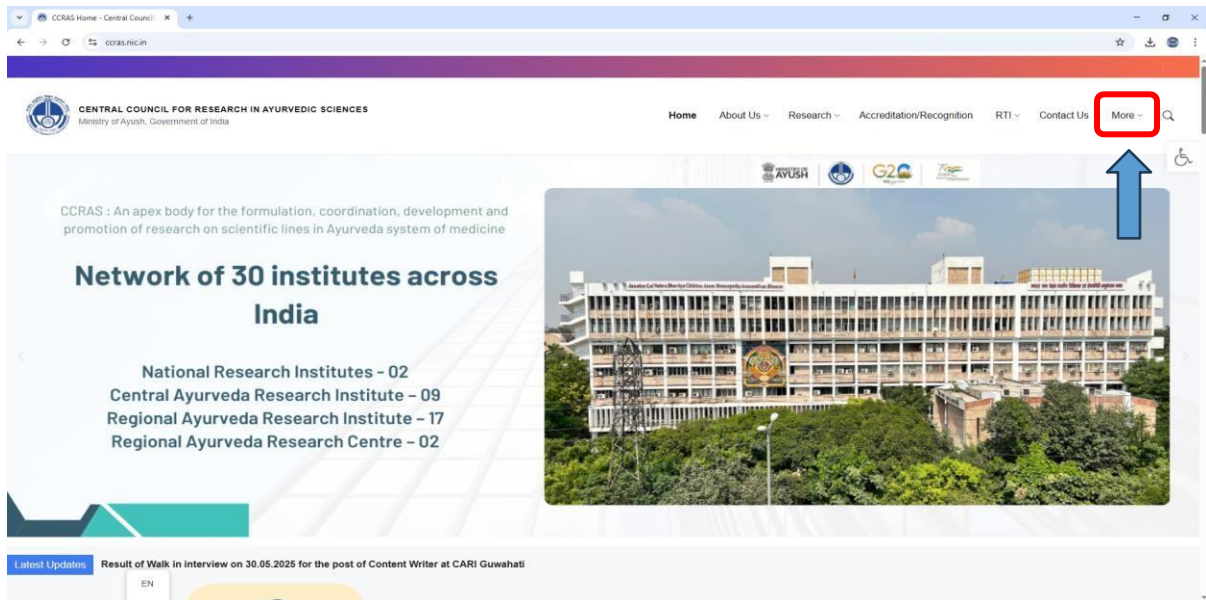 CCRAS Home - Central Council
ccras.nic.in
CENTRAL COUNCIL FOR RESEARCH IN AYURVEDIC SCIENCES
Ministry of Ayush, Government of India
Home About Us Research Accreditation/Recognition RTI Contact Us More
AYUSH
G20
CCRAS : An apex body for the formulation, coordination, development and
promotion of research on scientific lines in Ayurveda system of medicine
Network of 30 institutes across
India
National Research Institutes - 02
Central Ayurveda Research Institute – 09
Regional Ayurveda Research Institute – 17
Regional Ayurveda Research Centre – 02
Latest Updates Result of Walk in interview on 30.05.2025 for the post of Content Writer at CARI Guwahati
EN